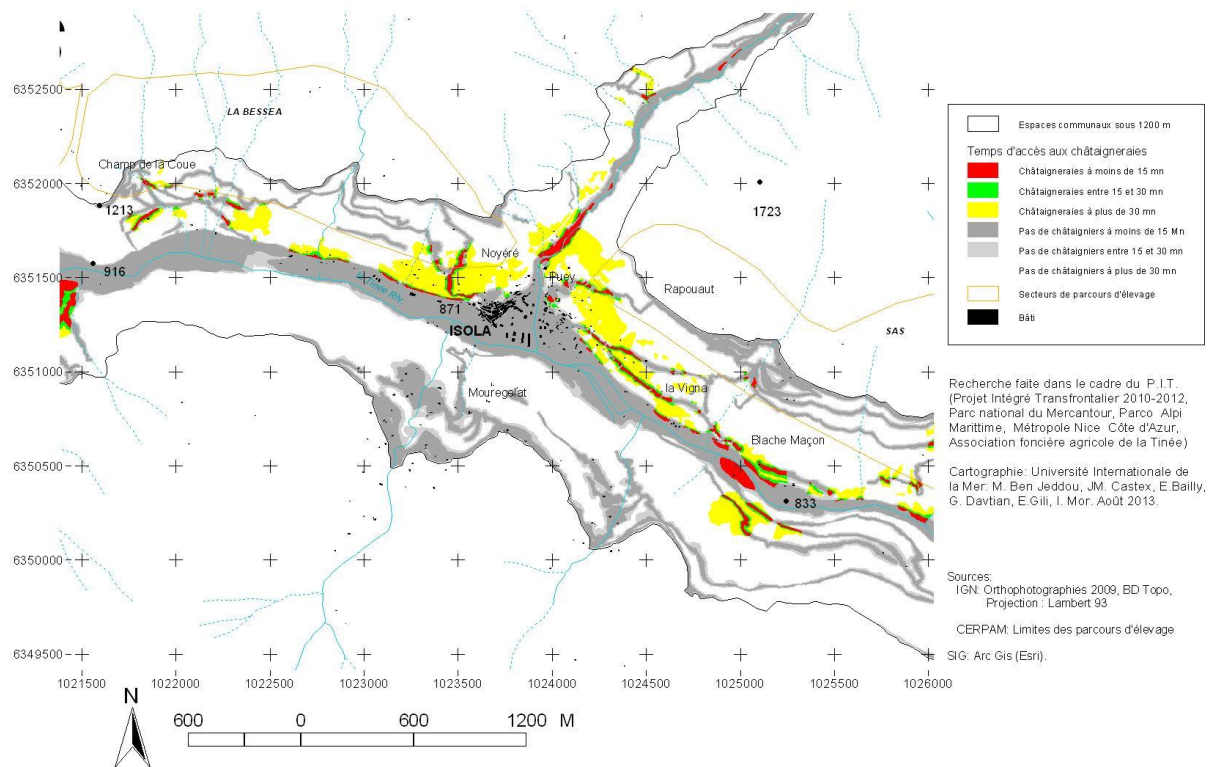 6352500
6352000
6351500
6351000
6350500
6350000
6349500
LA BESSEA
Champ de la Coue
1213
916
1723
Noyéré
Puey
Rapouaut
Tinée Riv
871
ISOLA
SAS
Mouregolat
la Vigna
Blache Maçon
833
1021500 1022000 1022500 1023000 1023500 1024000 1024500 1025000 1025500 1026000
N
600 0 600 1200 M
Espaces communaux sous 1200 m
Temps d'accès aux châtaigneraies
Châtaigneraies à moins de 15 mn
Châtaigneraies entre 15 et 30 mn
Châtaigneraies à plus de 30 mn
Pas de châtaigniers à moins de 15 Mn
Pas de châtaigniers entre 15 et 30 mn
Pas de châtaigniers à plus de 30 mn
Secteurs de parcours d'élevage
Bâti
Recherche faite dans le cadre du P.I.T.
(Projet Intégré Transfrontalier 2010-2012,
Parc national du Mercantour, Parco Alpi
Marittime, Métropole Nice Côte d'Azur,
Association foncière agricole de la Tinée)
Cartographie: Université Internationale de
la Mer: M. Ben Jeddou, JM. Castex, E.Bailly,
G. Davtian, E.Gili, I. Mor. Août 2013.
Sources:
IGN: Orthophotographies 2009, BD Topo,
Projection : Lambert 93
CERPAM: Limites des parcours d'élevage
SIG: Arc Gis (Esri).